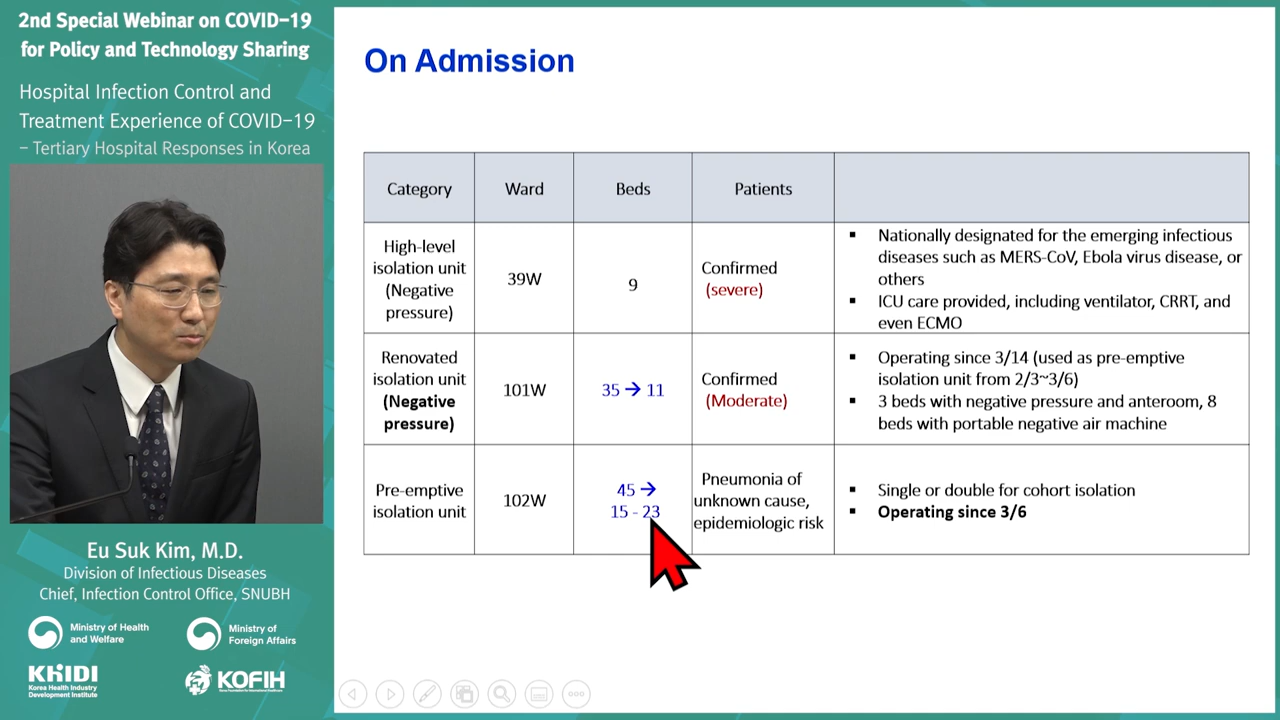 2nd Special Webinar on COVID-19
for Policy and Technology Sharing
Hospital Infection Control and
Treatment Experience of COVID-19
- Tertiary Hospital Responses in Korea
Eu Suk Kim, M.D.
Division of Infectious Diseases
Chief, Infection Control Office, SNUBH
Ministry of Health
and Welfare
Ministry of
Foreign Affairs
KHIDI
Korea Health Industry
Development Institute
KOFIH
Korea Foundation for International Healthcare
On Admission
Category
Ward
Beds
Patients
High-level
isolation unit
(Negative
pressure)
39W
9
Confirmed
(severe)
▪ Nationally designated for the emerging infectious
diseases such as MERS-CoV, Ebola virus disease, or
others
▪ ICU care provided, including ventilator, CRRT, and
even ECMO
Renovated
isolation unit
(Negative
pressure)
101W
35 → 11
Confirmed
(Moderate)
▪ Operating since 3/14 (used as pre-emptive
isolation unit from 2/3~3/6)
▪ 3 beds with negative pressure and anteroom, 8
beds with portable negative air machine
Pre-emptive
isolation unit
102W
45 →
15 - 23
Pneumonia of
unknown cause,
epidemiologic risk
▪ Single or double for cohort isolation
▪ Operating since 3/6